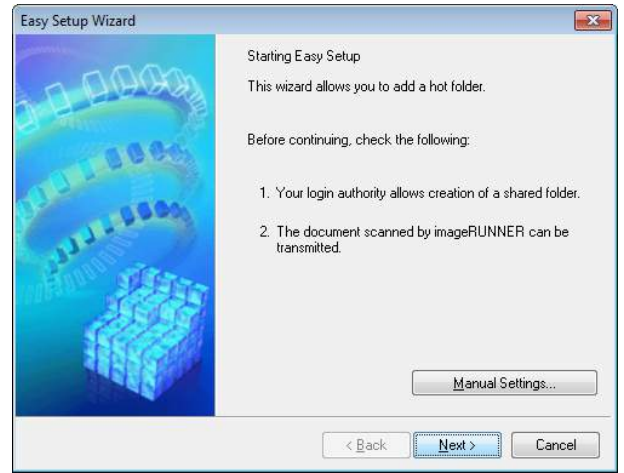 Easy Setup Wizard
Starting Easy Setup
This wizard allows you to add a hot folder.
Before continuing, check the following:
1. Your login authority allows creation of a shared folder.
2. The document scanned by imageRUNNER can be
transmitted.
Manual Settings...
< Back Next > Cancel